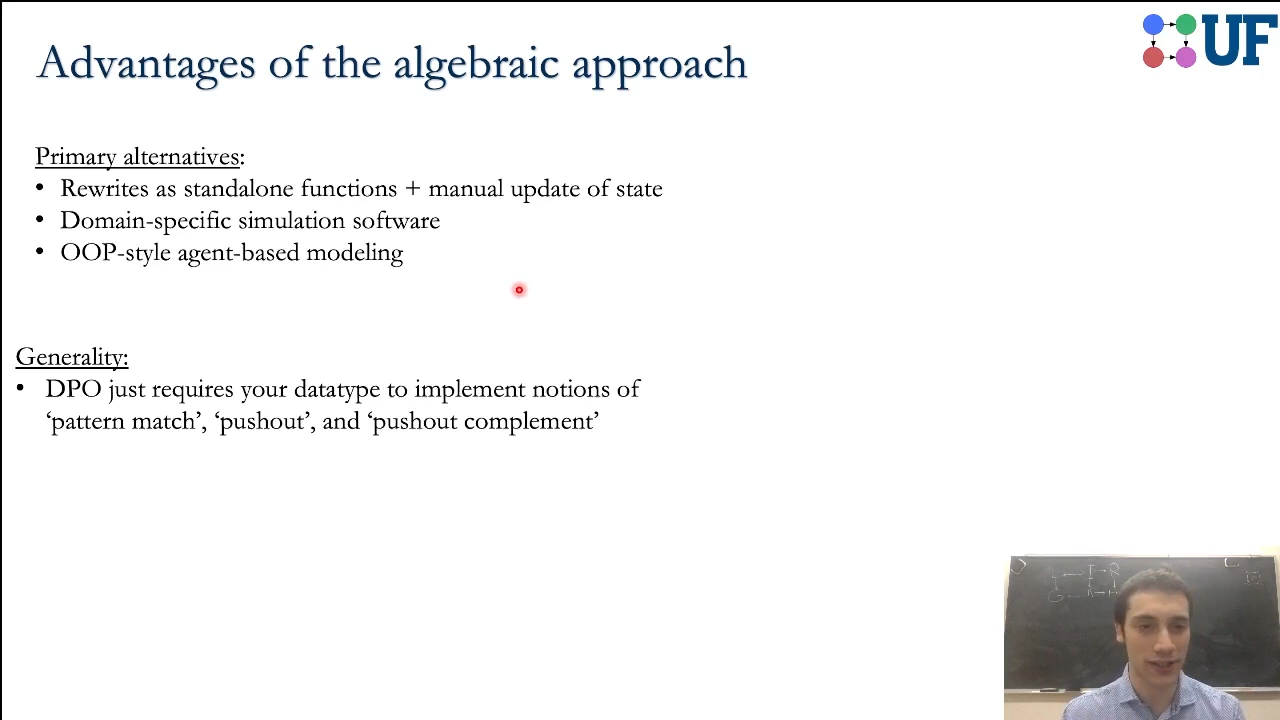 Advantages of the algebraic approach
UF
Primary alternatives:
• Rewrites as standalone functions + manual update of state
• Domain-specific simulation software
• OOP-style agent-based modeling
Generality:
• DPO just requires your datatype to implement notions of
‘pattern match’, ‘pushout’, and ‘pushout complement’